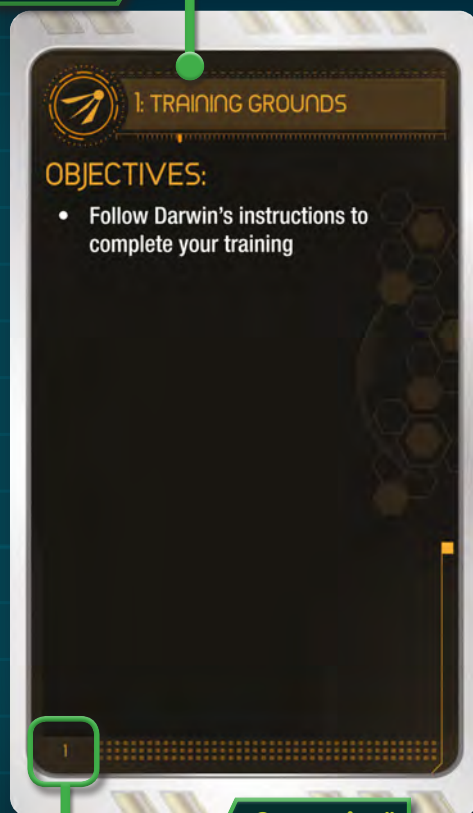 1: TRAINING GROUNDS
OBJECTIVES:
• Follow Darwin's instructions to
complete your training
1